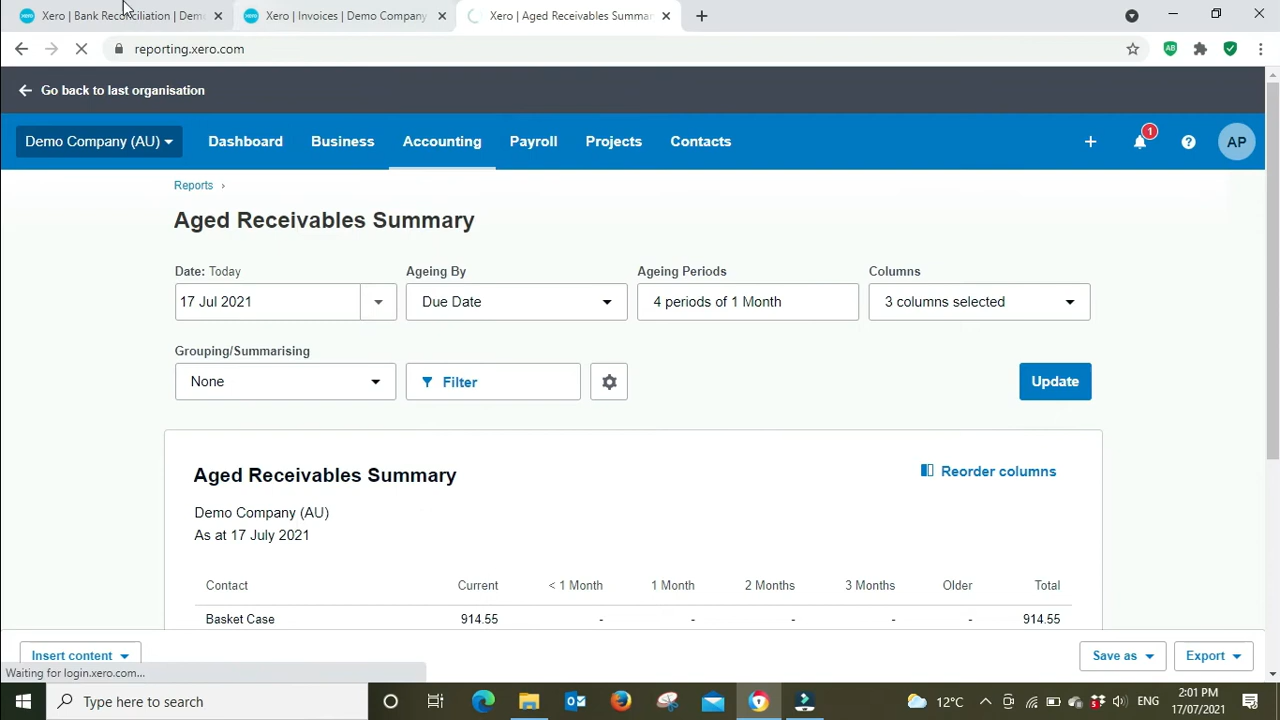 Xero | Bank Reconciliation | Dem
Xero | Invoices | Demo Company
Xero | Aged Receivables Summar
reporting.xero.com
AB
Go back to last organisation
Demo Company (AU)
Dashboard
Business
Accounting
Payroll
Projects
Contacts
1
AP
Reports
Aged Receivables Summary
Date: Today
Ageing By
Ageing Periods
Columns
17 Jul 2021
Due Date
4 periods of 1 Month
3 columns selected
Grouping/Summarising
None
Filter
Update
Aged Receivables Summary
Reorder columns
Demo Company (AU)
As at 17 July 2021
Contact Current < 1 Month 1 Month 2 Months 3 Months Older Total
Basket Case 914.55 - - - - - 914.55
Insert content
Save as
Export
Waiting for login.xero.com...
Type here to search
12°C
ENG
2:01 PM
17/07/2021